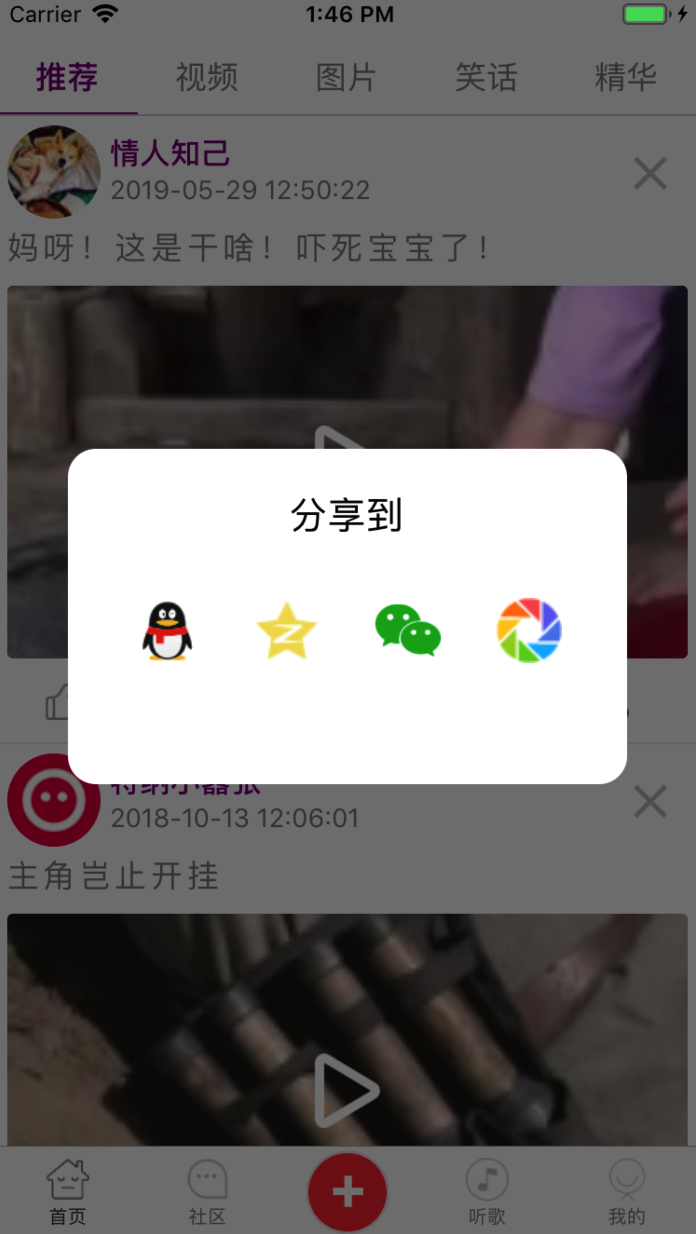 Carrier 1:46 PM
推荐 视频 图片 笑话 精华
情人知己
2019-05-29 12:50:22
妈呀！这是干啥！吓死宝宝了！
分享到
2018-10-13 12:06:01
主角岂止开挂
首页 社区 听歌 我的